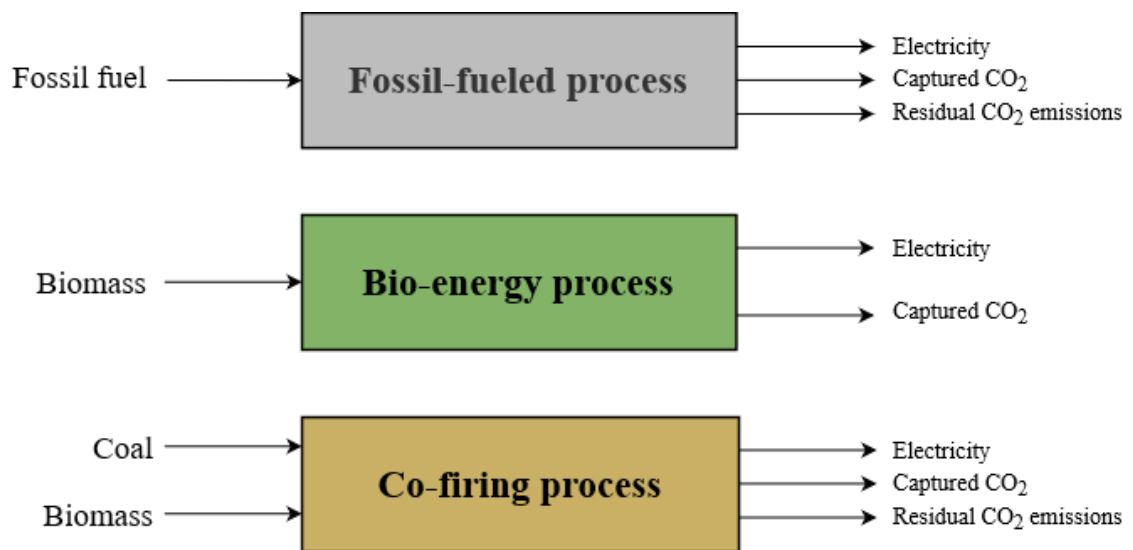 Fossil fuel
Fossil-fueled process
Electricity
Captured CO₂
Residual CO₂ emissions
Biomass
Bio-energy process
Electricity
Captured CO₂
Coal
Biomass
Co-firing process
Electricity
Captured CO₂
Residual CO₂ emissions